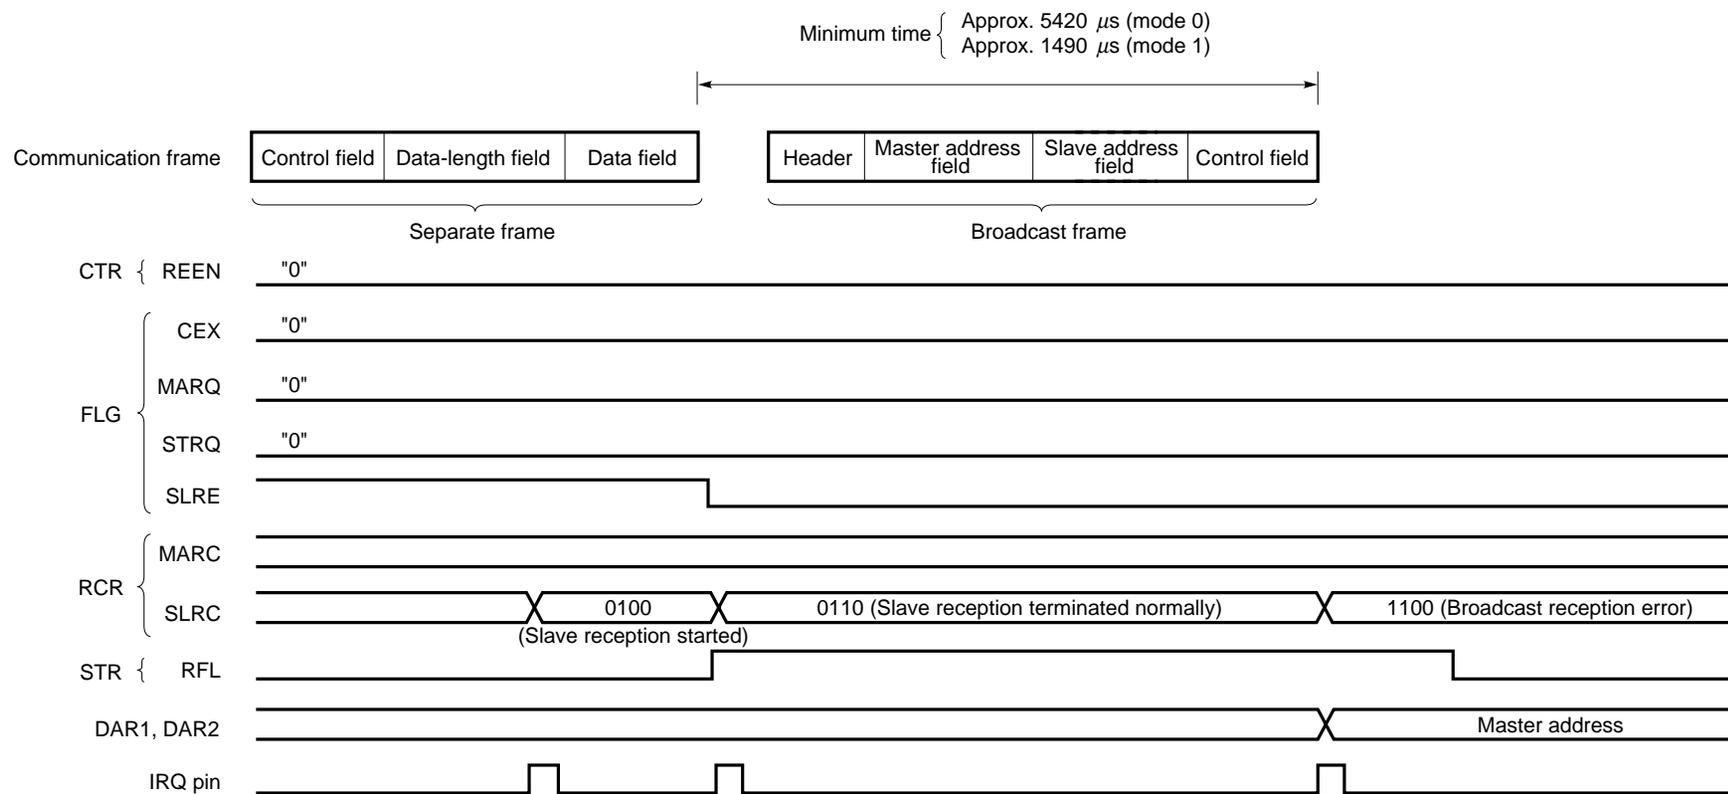 Minimum time
Approx. 5420 μs (mode 0)
Approx. 1490 μs (mode 1)
Communication frame
Control field
Data-length field
Data field
Header
Master address
field
Slave address
field
Control field
Separate frame
Broadcast frame
CTR
REEN
"0"
FLG
CEX
"0"
MARQ
"0"
STRQ
"0"
SLRE
RCR
MARC
SLRC
0100
(Slave reception started)
0110 (Slave reception terminated normally)
1100 (Broadcast reception error)
STR
RFL
DAR1, DAR2
Master address
IRQ pin